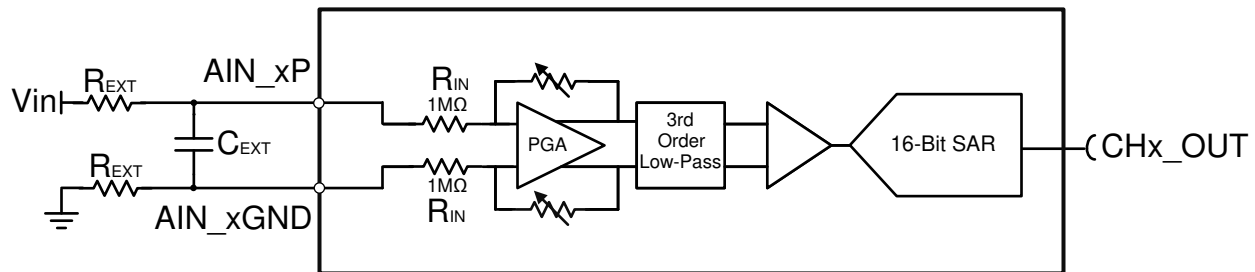 Vin
REXT
AIN_xP
CEXT
REXT
AIN_xGND
RIN
1MΩ
1MΩ
RIN
PGA
3rd
Order
Low-Pass
16-Bit SAR
CHx_OUT